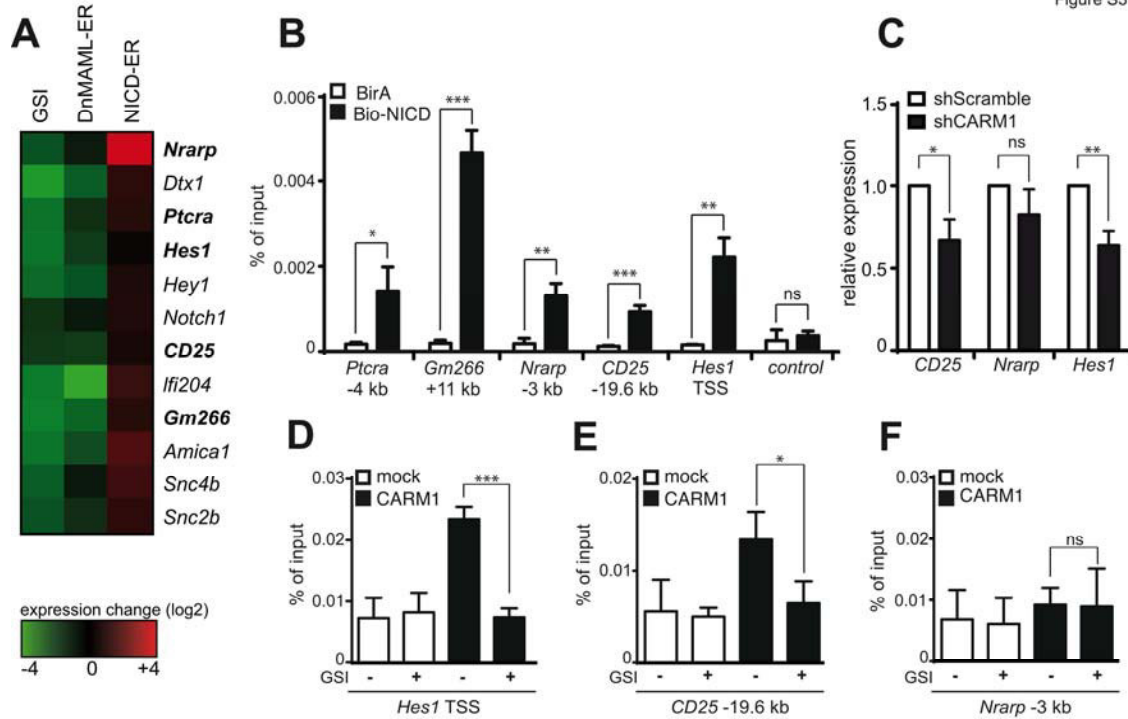 Figure S3
A
GSI
DnMAML-ER
NICD-ER
Nrarp
Dtx1
Ptcra
Hes1
Hey1
Notch1
CD25
Ifi204
Gm266
Amica1
Snc4b
Snc2b
expression change (log2)
-4 0 +4
B
BirA
Bio-NICD
% of input
0.006
0.004
0.002
0
*
***
**
***
**
ns
Ptcra Gm266 Nrarp CD25 Hes1 control
-4 kb +11 kb -3 kb -19.6 kb TSS
C
shScramble
shCARM1
relative expression
1.5
1.0
0.5
0
*
ns
**
CD25 Nrarp Hes1
D
mock
CARM1
% of input
0.03
0.02
0.01
0
***
GSI - + - +
Hes1 TSS
E
mock
CARM1
% of input
0.02
0.01
0
*
GSI - + - +
CD25 -19.6 kb
F
mock
CARM1
% of input
0.03
0.02
0.01
0
ns
GSI - + - +
Nrarp -3 kb